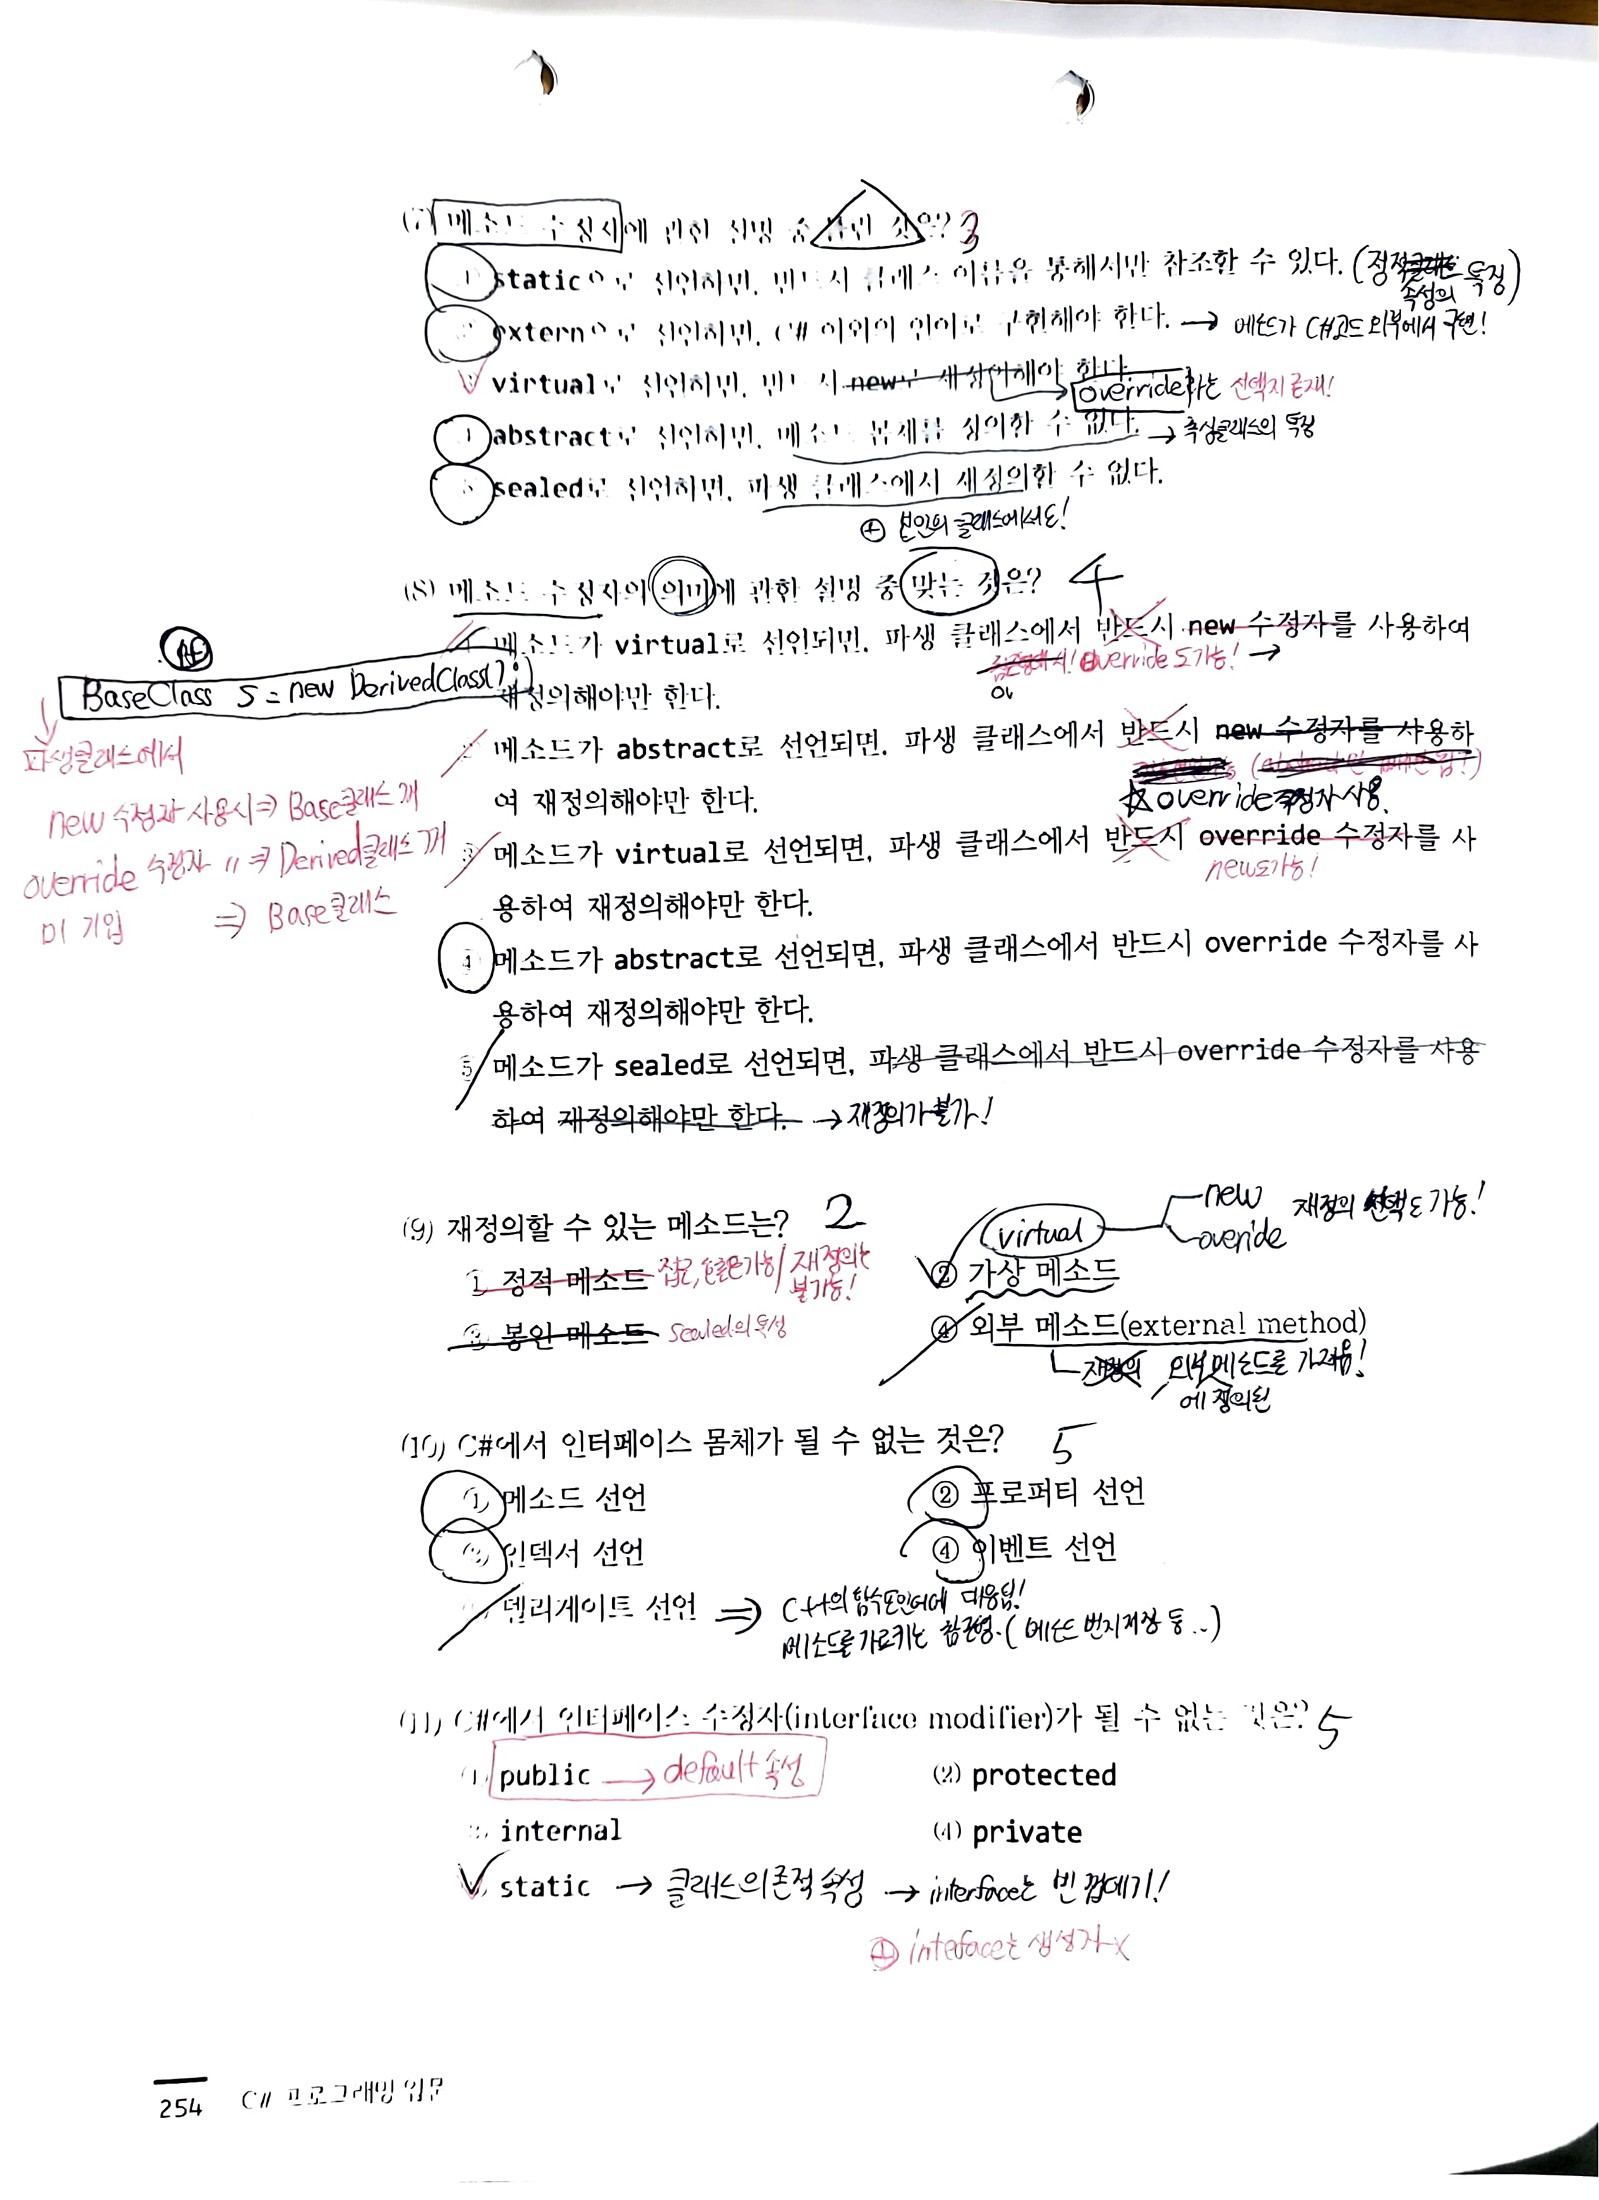 (7) 메소드 수정자에 관한 설명 중 틀린 것은? 3
① static으로 선언하면, 반드시 클래스 이름을 통해서만 참조할 수 있다. (정적 속성의 특징)
② extern으로 선언하면, C# 이외의 언어로 구현해야 한다. → 메소드가 C#코드 외부에서 구현!
③ virtual로 선언하면, 반드시 new로 재정의해야 한다.
override하는 선택지 존재!
④ abstract로 선언하면, 메소드 몸체를 정의할 수 없다. → 추상클래스의 특징
⑤ sealed로 선언하면, 파생 클래스에서 재정의할 수 없다.
⊕ 본인의 클래스에서도!
(8) 메소드 수정자의 의미에 관한 설명 중 맞는 것은? 4
① 메소드가 virtual로 선언되면, 파생 클래스에서 반드시 new 수정자를 사용하여
override도 가능! →
재정의해야만 한다.
BaseClass S = new DerivedClass();
파생클래스에서
new 수정자 사용시 ⇒ Base클래스 꺼
override 수정자 〃 ⇒ Derived클래스 꺼
미 기입 ⇒ Base클래스
② 메소드가 abstract로 선언되면, 파생 클래스에서 반드시 new 수정자를 사용하
여 재정의해야만 한다.
☆ override 수정자 사용.
③ 메소드가 virtual로 선언되면, 파생 클래스에서 반드시 override 수정자를 사
new도가능!
용하여 재정의해야만 한다.
④ 메소드가 abstract로 선언되면, 파생 클래스에서 반드시 override 수정자를 사
용하여 재정의해야만 한다.
⑤ 메소드가 sealed로 선언되면, 파생 클래스에서 반드시 override 수정자를 사용
하여 재정의해야만 한다. → 재정의가 불가!
(9) 재정의할 수 있는 메소드는? 2
virtual new overide 재정의 선택도 가능!
① 정적 메소드 접근, 호출은가능/재정의는 불가능!
② 가상 메소드
③ 봉인 메소드 Sealed의 특성
④ 외부 메소드(external method)
재정의 외부에 정의된 메소드를 가져옴!
(10) C#에서 인터페이스 몸체가 될 수 없는 것은? 5
① 메소드 선언 ② 프로퍼티 선언
③ 인덱서 선언 ④ 이벤트 선언
⑤ 델리게이트 선언 ⇒ C++의 함수포인터에 대응됨!
메소드를 가르키는 참조형. (메소드 번지저장 등..)
(11) C#에서 인터페이스 수정자(interface modifier)가 될 수 없는 것은? 5
① public → default 속성 ② protected
③ internal ④ private
⑤ static → 클래스의존적 속성 → interface는 빈 껍데기!
⊕ inteface는 생성자 x
254 C# 프로그래밍 입문